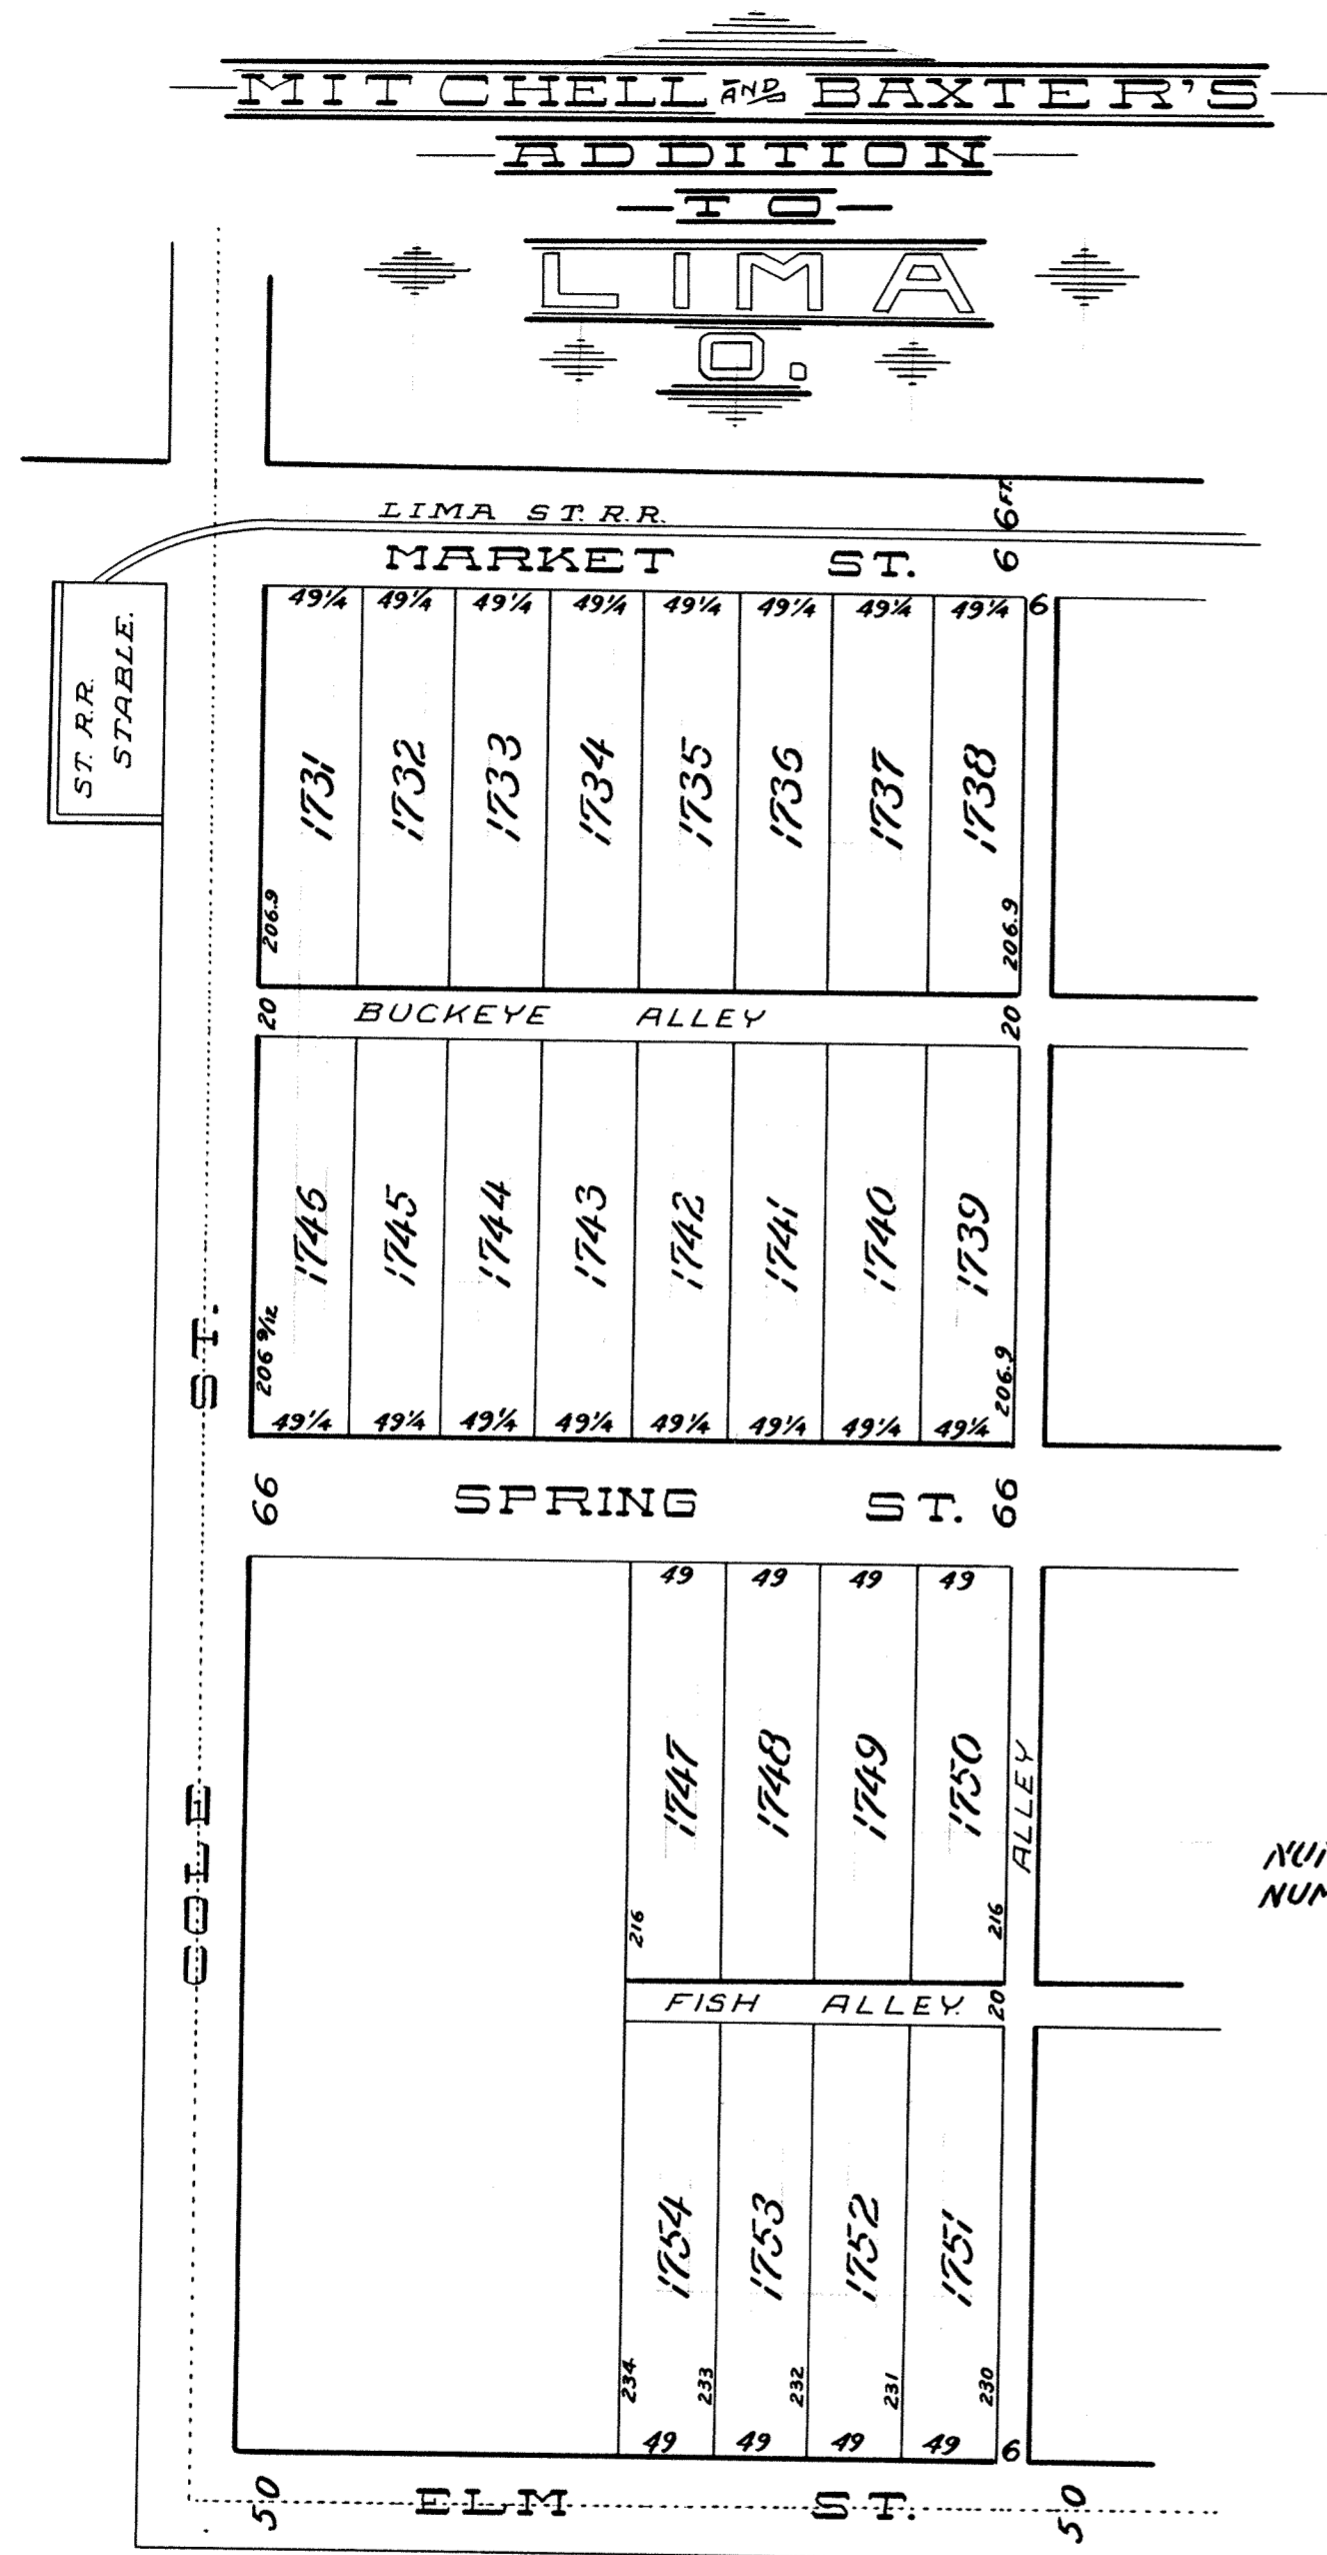 MITCHELL AND BAXTER'S
ADDITION
TO
LIMA
O.
LIMA ST. R.R.
6 FT.
MARKET ST. 6
ST. R.R.
STABLE.
49¼ 49¼ 49¼ 49¼ 49¼ 49¼ 49¼ 49¼ 6
1731 1732 1733 1734 1735 1736 1737 1738
206.9 206.9
20 BUCKEYE ALLEY 20
1746 1745 1744 1743 1742 1741 1740 1739
206 9/12 206.9
49¼ 49¼ 49¼ 49¼ 49¼ 49¼ 49¼ 49¼
66 SPRING ST. 66
COLE ST.
49 49 49 49
1747 1748 1749 1750
ALLEY
216 216
FISH ALLEY. 20
1754 1753 1752 1751
234 233 232 231 230
49 49 49 49 6
50 ELM ST. 50